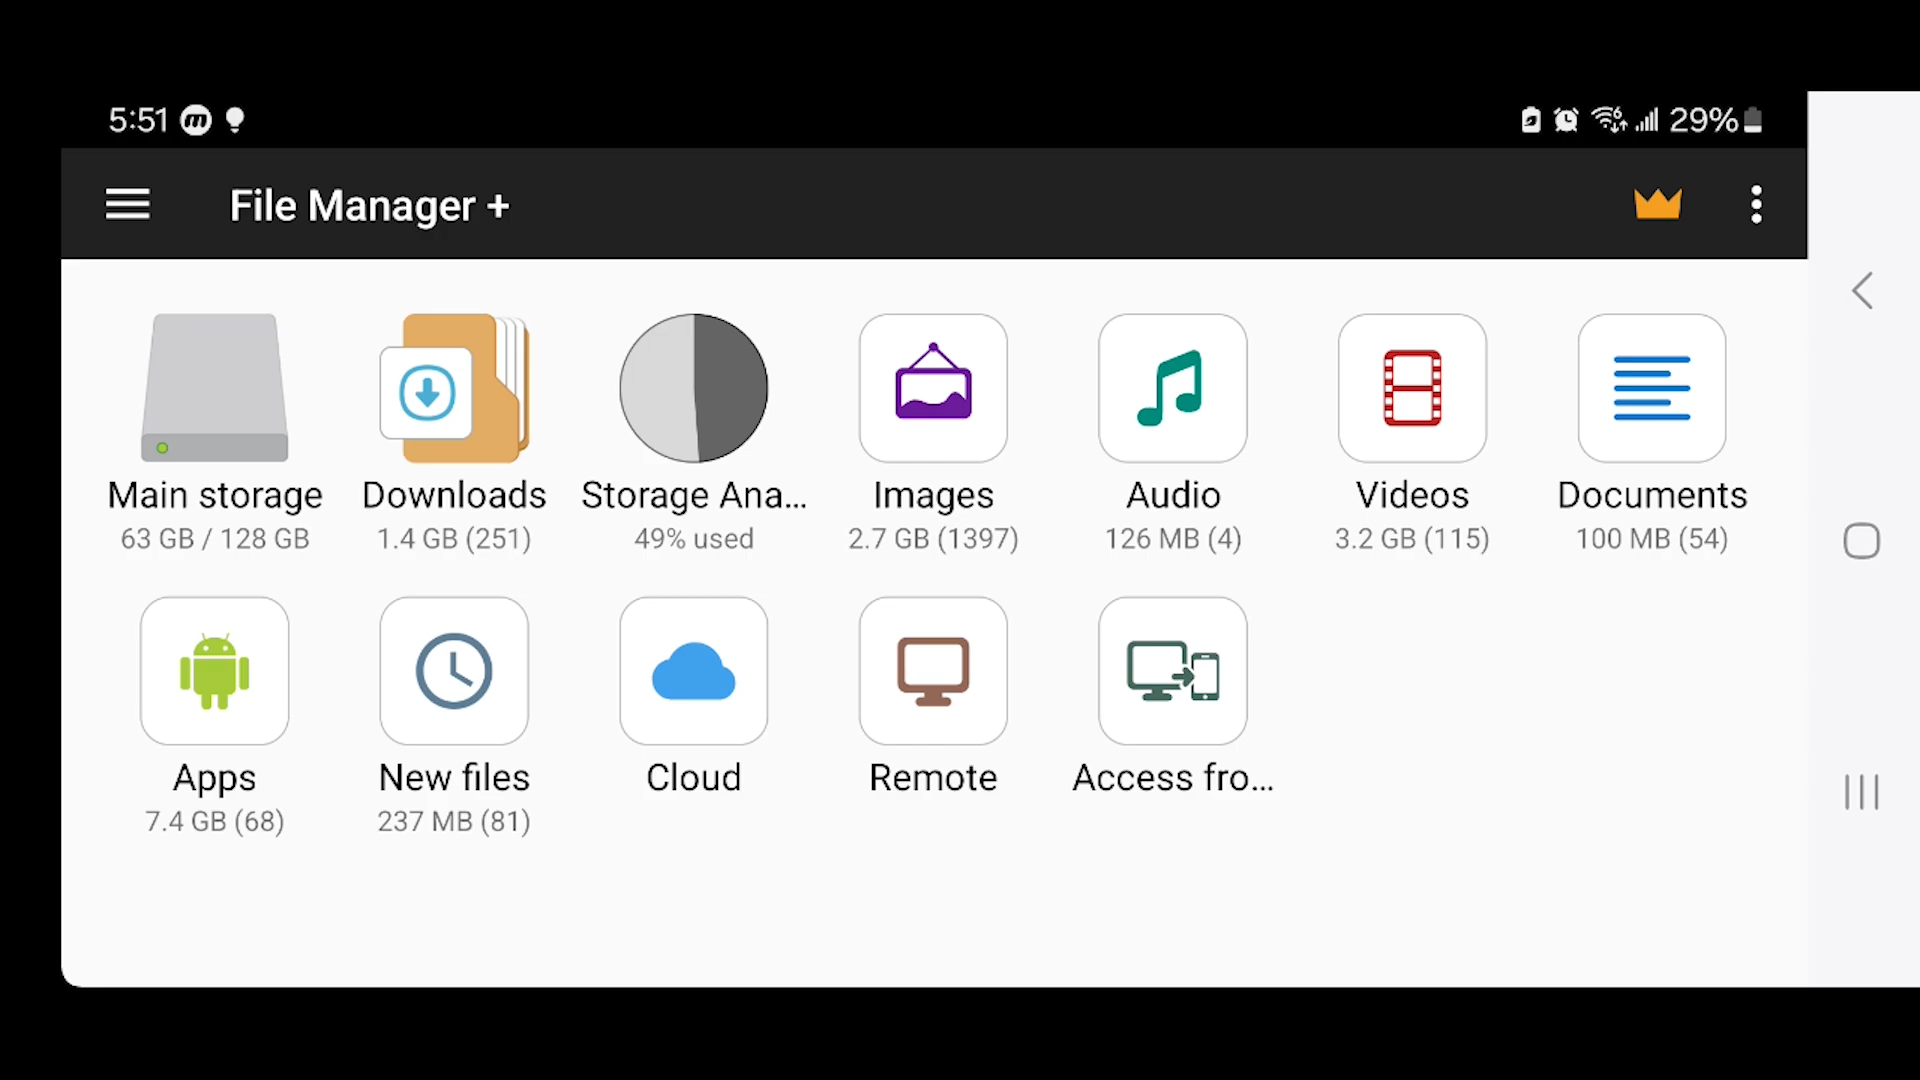 5:51
29%
File Manager +
Main storage
63 GB / 128 GB
Downloads
1.4 GB (251)
Storage Ana...
49% used
Images
2.7 GB (1397)
Audio
126 MB (4)
Videos
3.2 GB (115)
Documents
100 MB (54)
Apps
7.4 GB (68)
New files
237 MB (81)
Cloud
Remote
Access fro...